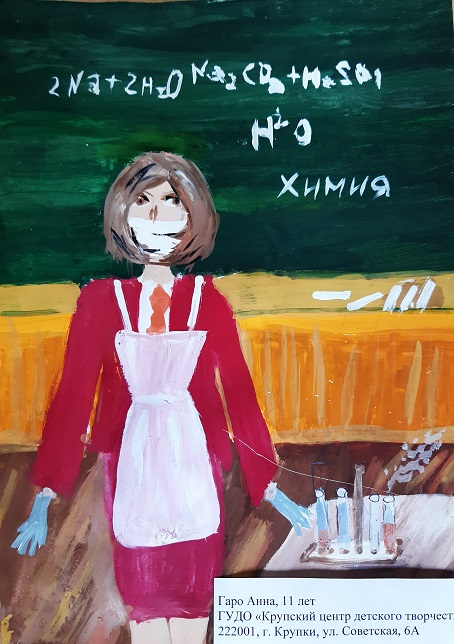 2Na+2H₂O Na₂CO₃+H₂SO₄
H²O
химия
Гаро Анна, 11 лет
ГУДО «Крупский центр детского творчест
222001, г. Крупки, ул. Советская, 6А